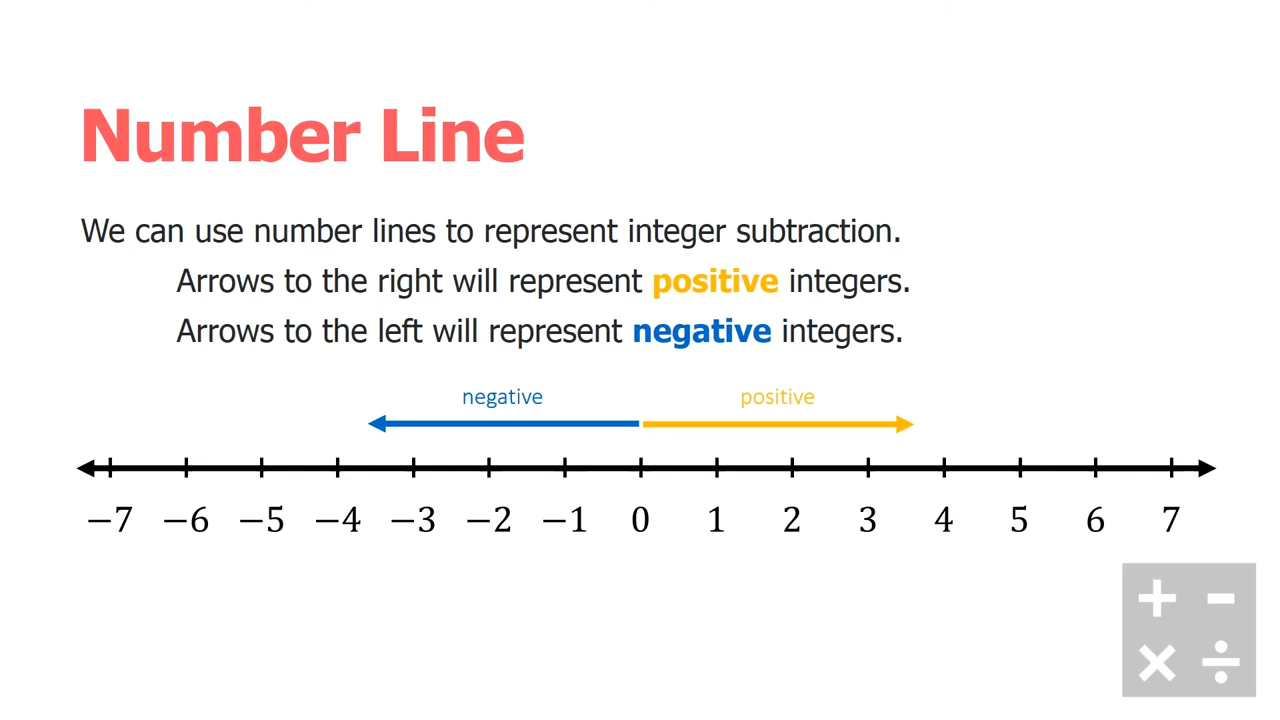 Number Line
We can use number lines to represent integer subtraction.
Arrows to the right will represent positive integers.
Arrows to the left will represent negative integers.
negative positive
−7 −6 −5 −4 −3 −2 −1 0 1 2 3 4 5 6 7
+ -
× ÷